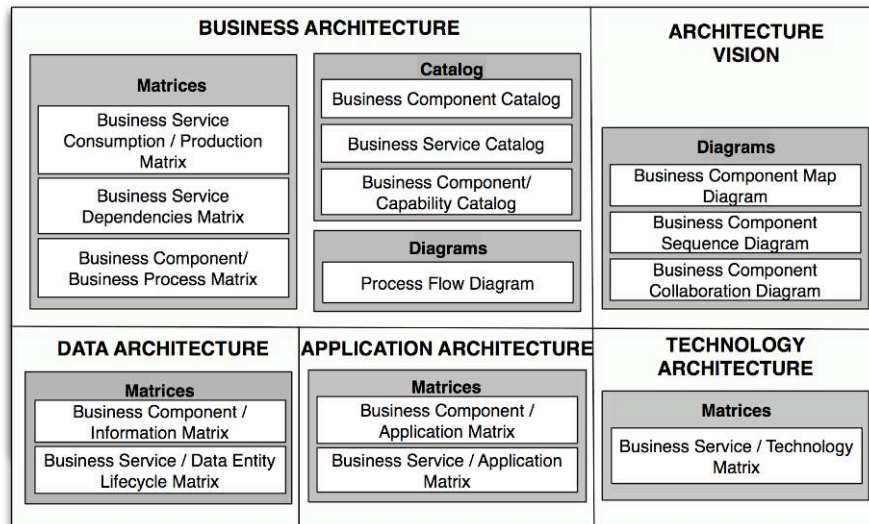 BUSINESS ARCHITECTURE
Matrices
Business Service
Consumption / Production
Matrix
Business Service
Dependencies Matrix
Business Component/
Business Process Matrix
Catalog
Business Component Catalog
Business Service Catalog
Business Component/
Capability Catalog
Diagrams
Process Flow Diagram
ARCHITECTURE
VISION
Diagrams
Business Component Map
Diagram
Business Component
Sequence Diagram
Business Component
Collaboration Diagram
DATA ARCHITECTURE
Matrices
Business Component /
Information Matrix
Business Service / Data Entity
Lifecycle Matrix
APPLICATION ARCHITECTURE
Matrices
Business Component /
Application Matrix
Business Service / Application
Matrix
TECHNOLOGY
ARCHITECTURE
Matrices
Business Service / Technology
Matrix